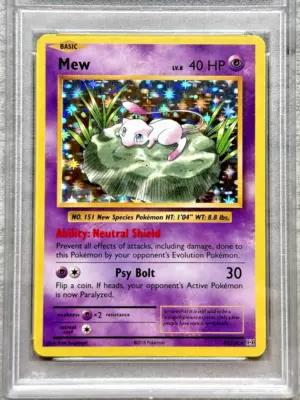 BASIC
Mew
LV.8 40 HP
NO. 151 New Species Pokémon HT: 1'04" WT: 8.8 lbs.
Ability: Neutral Shield
Prevent all effects of attacks, including damage, done to
this Pokémon by your opponent's Evolution Pokémon.
Psy Bolt 30
Flip a coin. If heads, your opponent's Active Pokémon
is now Paralyzed.
weakness ×2 resistance
retreat
cost
©2016 Pokémon